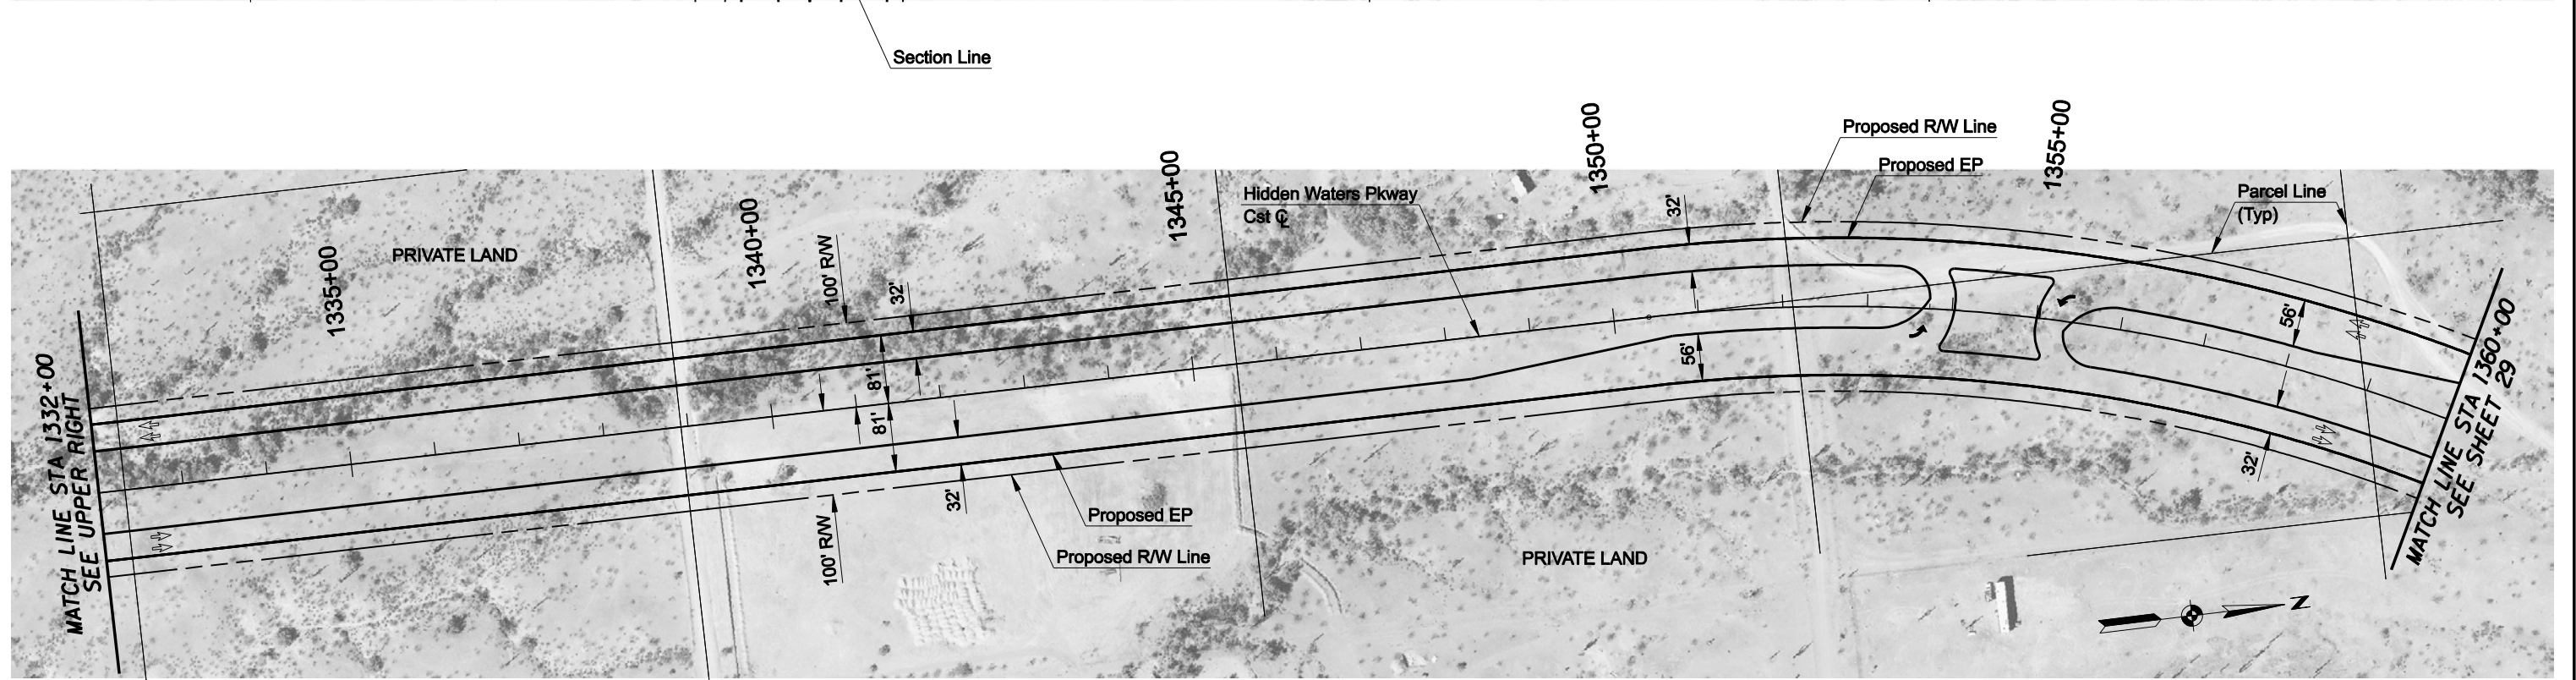 Section Line
1335+00
1340+00
1345+00
1350+00
1355+00
Proposed R/W Line
Proposed EP
Parcel Line
(Typ)
Hidden Waters Pkway
Cst ℄
PRIVATE LAND
100' R/W
32'
81'
81'
32'
100' R/W
32'
56'
56'
32'
Proposed EP
Proposed R/W Line
PRIVATE LAND
MATCH LINE STA 1332+00
SEE UPPER RIGHT
MATCH LINE STA 1360+00
SEE SHEET 29
N